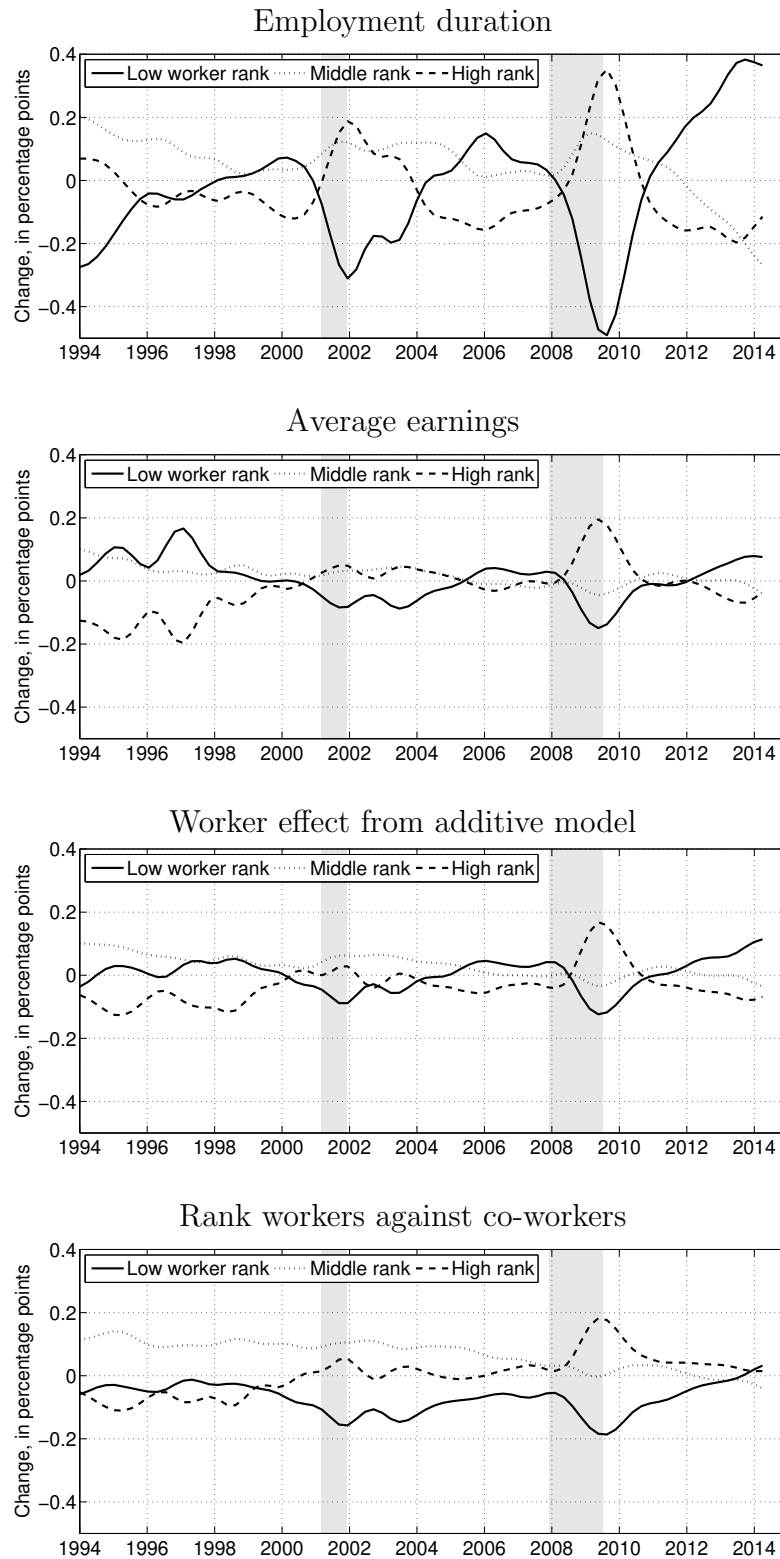 Employment duration
Change, in percentage points
0.4
0.2
0
−0.2
−0.4
Low worker rank Middle rank High rank
1994 1996 1998 2000 2002 2004 2006 2008 2010 2012 2014
Average earnings
Change, in percentage points
0.4
0.2
0
−0.2
−0.4
Low worker rank Middle rank High rank
1994 1996 1998 2000 2002 2004 2006 2008 2010 2012 2014
Worker effect from additive model
Change, in percentage points
0.4
0.2
0
−0.2
−0.4
Low worker rank Middle rank High rank
1994 1996 1998 2000 2002 2004 2006 2008 2010 2012 2014
Rank workers against co-workers
Change, in percentage points
0.4
0.2
0
−0.2
−0.4
Low worker rank Middle rank High rank
1994 1996 1998 2000 2002 2004 2006 2008 2010 2012 2014